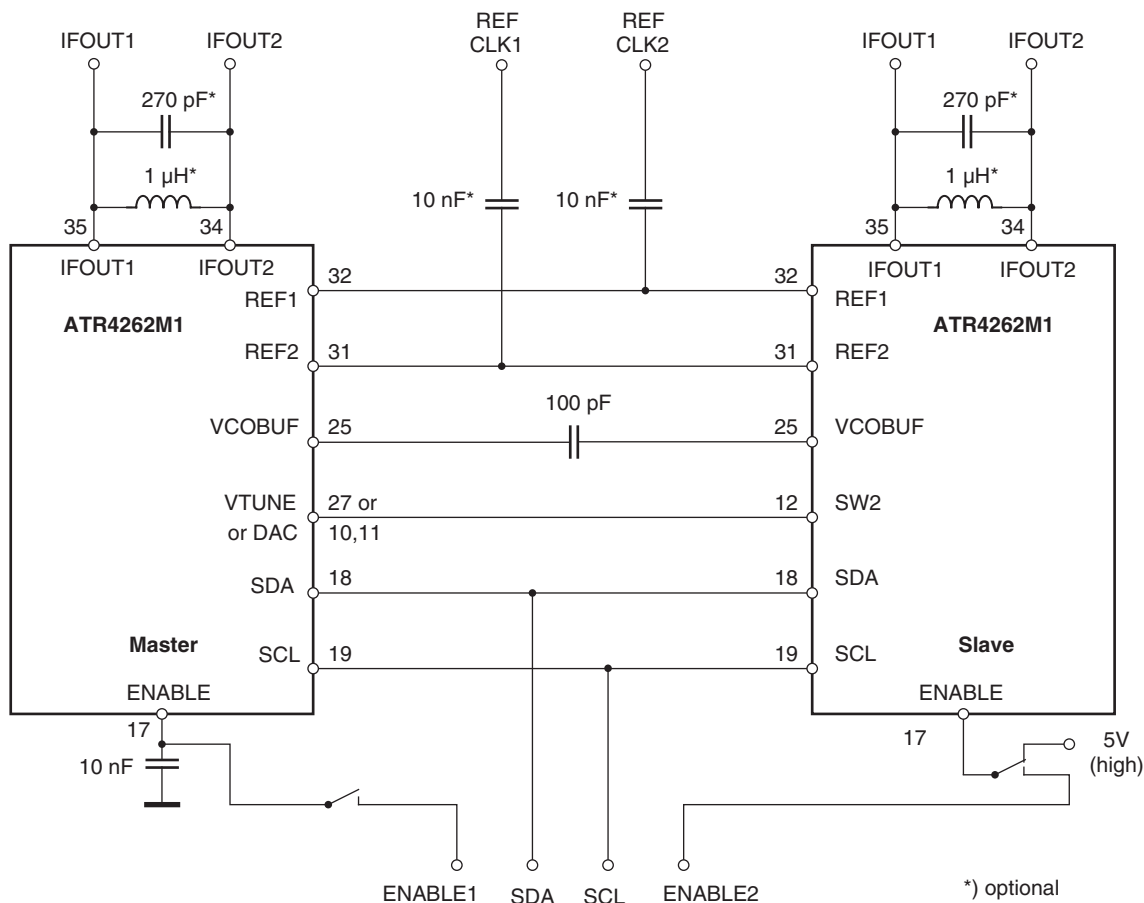 IFOUT1 IFOUT2
REF
CLK1
REF
CLK2
IFOUT1 IFOUT2
270 pF*
270 pF*
1 µH*
1 µH*
10 nF*
10 nF*
35 34
35 34
IFOUT1 IFOUT2
IFOUT1 IFOUT2
REF1 32
32 REF1
ATR4262M1
ATR4262M1
REF2 31
31 REF2
100 pF
VCOBUF 25
25 VCOBUF
VTUNE 27 or
or DAC 10,11
12 SW2
SDA 18
18 SDA
Master
Slave
SCL 19
19 SCL
ENABLE
ENABLE
17
17
10 nF
5V
(high)
ENABLE1 SDA SCL ENABLE2
*) optional